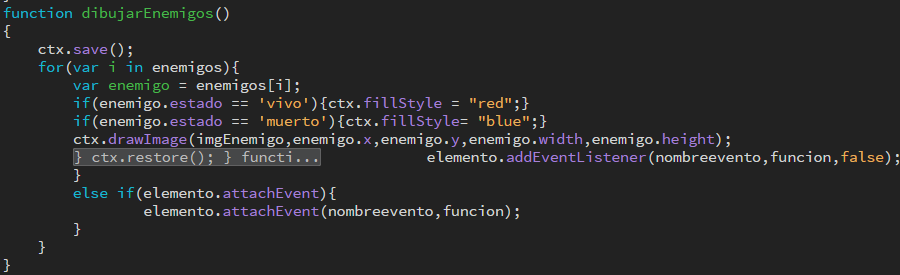 function dibujarEnemigos()
{
ctx.save();
for(var i in enemigos){
var enemigo = enemigos[i];
if(enemigo.estado == 'vivo'){ctx.fillStyle = "red";}
if(enemigo.estado == 'muerto'){ctx.fillStyle= "blue";}
ctx.drawImage(imgEnemigo,enemigo.x,enemigo.y,enemigo.width,enemigo.height);
} ctx.restore(); } functi... elemento.addEventListener(nombreevento,funcion,false);
}
else if(elemento.attachEvent){
elemento.attachEvent(nombreevento,funcion);
}
}
}